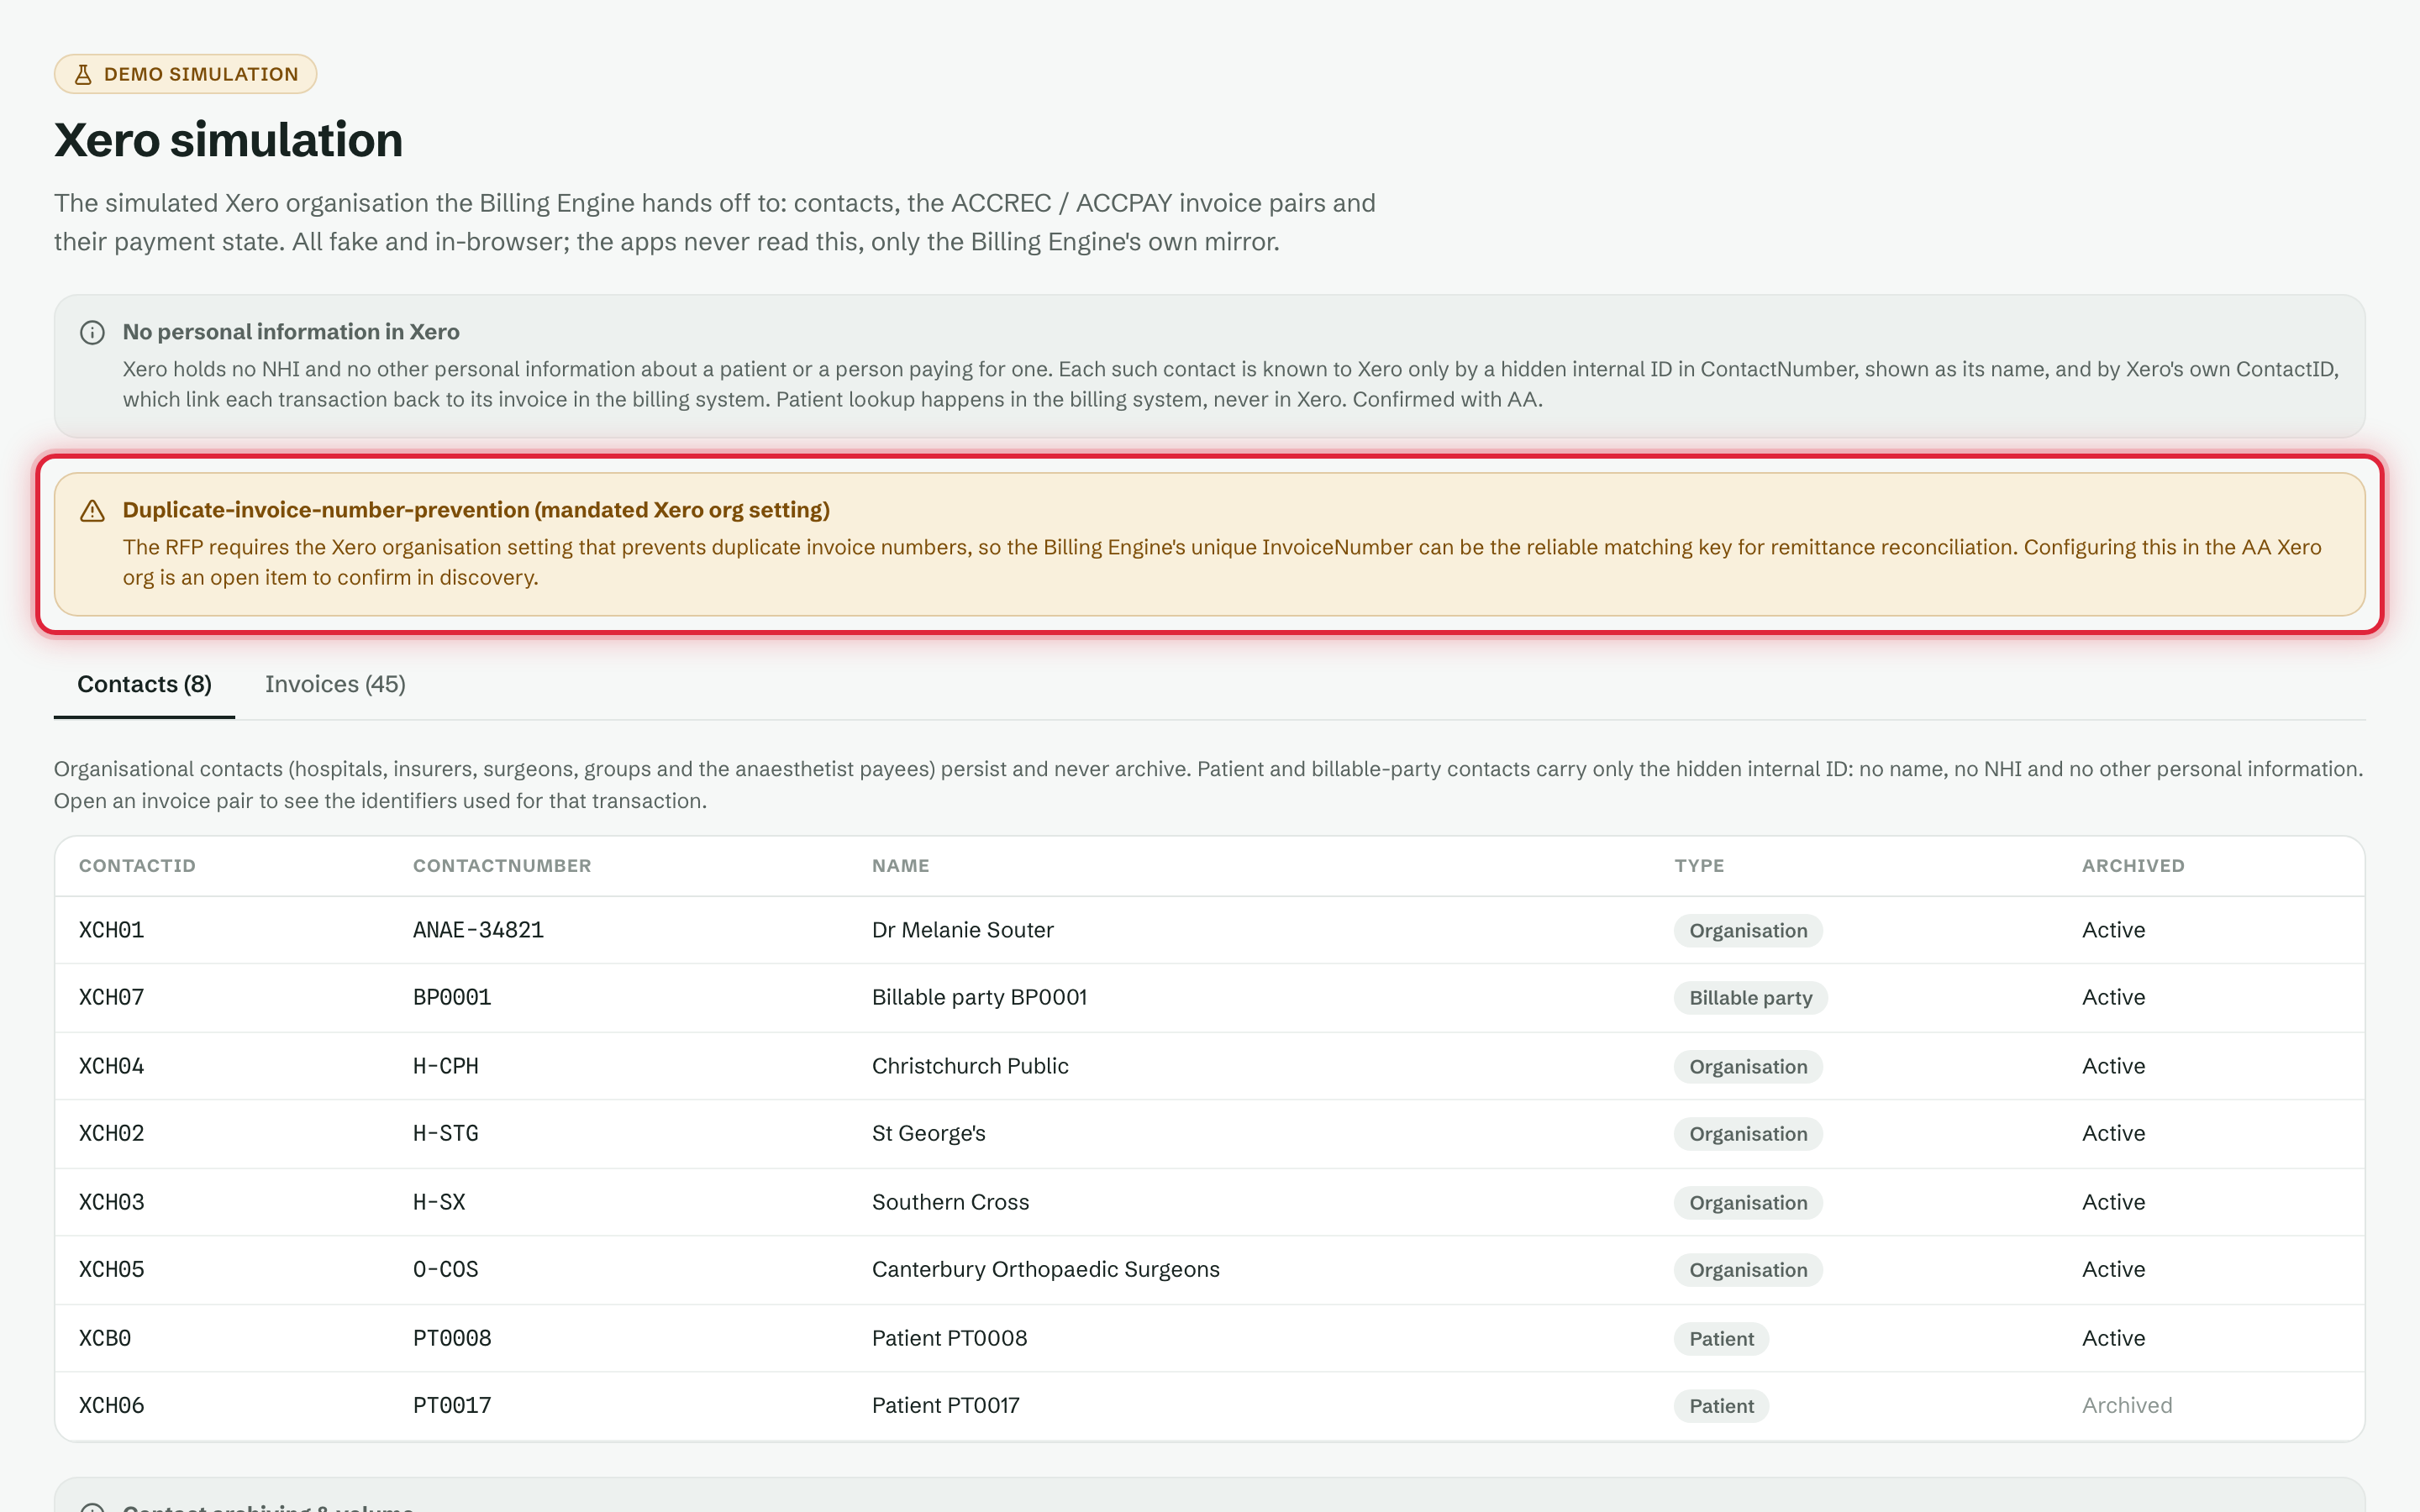 DEMO SIMULATION
Xero simulation
The simulated Xero organisation the Billing Engine hands off to: contacts, the ACCREC / ACCPAY invoice pairs and
their payment state. All fake and in-browser; the apps never read this, only the Billing Engine's own mirror.
No personal information in Xero
Xero holds no NHI and no other personal information about a patient or a person paying for one. Each such contact is known to Xero only by a hidden internal ID in ContactNumber, shown as its name, and by Xero's own ContactID,
which link each transaction back to its invoice in the billing system. Patient lookup happens in the billing system, never in Xero. Confirmed with AA.
Duplicate-invoice-number-prevention (mandated Xero org setting)
The RFP requires the Xero organisation setting that prevents duplicate invoice numbers, so the Billing Engine's unique InvoiceNumber can be the reliable matching key for remittance reconciliation. Configuring this in the AA Xero
org is an open item to confirm in discovery.
Contacts (8) Invoices (45)
Organisational contacts (hospitals, insurers, surgeons, groups and the anaesthetist payees) persist and never archive. Patient and billable-party contacts carry only the hidden internal ID: no name, no NHI and no other personal information.
Open an invoice pair to see the identifiers used for that transaction.
CONTACTID CONTACTNUMBER NAME TYPE ARCHIVED
XCH01 ANAE-34821 Dr Melanie Souter Organisation Active
XCH07 BP0001 Billable party BP0001 Billable party Active
XCH04 H-CPH Christchurch Public Organisation Active
XCH02 H-STG St George's Organisation Active
XCH03 H-SX Southern Cross Organisation Active
XCH05 O-COS Canterbury Orthopaedic Surgeons Organisation Active
XCB0 PT0008 Patient PT0008 Patient Active
XCH06 PT0017 Patient PT0017 Patient Archived
Contact archiving & volume